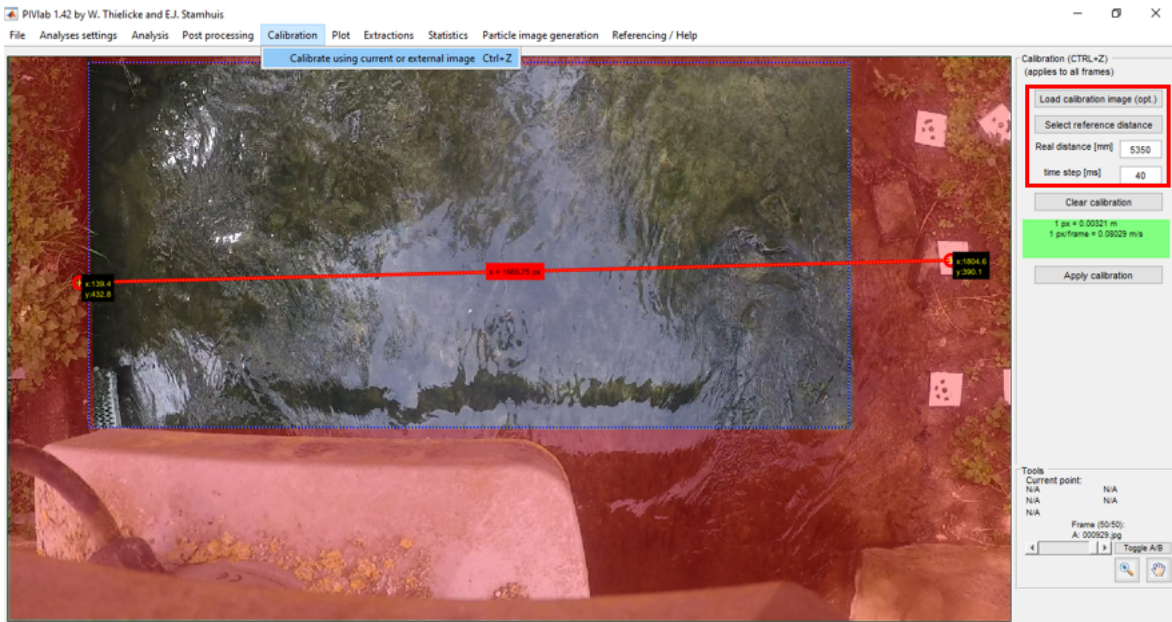 PIVlab 1.42 by W. Thielicke and E.J. Stamhuis
File Analyses settings Analysis Post processing Calibration Plot Extractions Statistics Particle image generation Referencing / Help
Calibrate using current or external image Ctrl+Z
Calibration (CTRL+Z)
(applies to all frames)
Load calibration image (opt.)
Select reference distance
Real distance [mm] 5350
time step [ms] 40
Clear calibration
1 px = 0.00321 m
1 px/frame = 0.08029 m/s
Apply calibration
x:139.4
y:432.8
s = 1665.75 px
x:1804.6
y:390.1
Tools
Current point:
N/A N/A
N/A N/A
N/A
Frame (50/50):
A: 000929.jpg
Toggle A/B